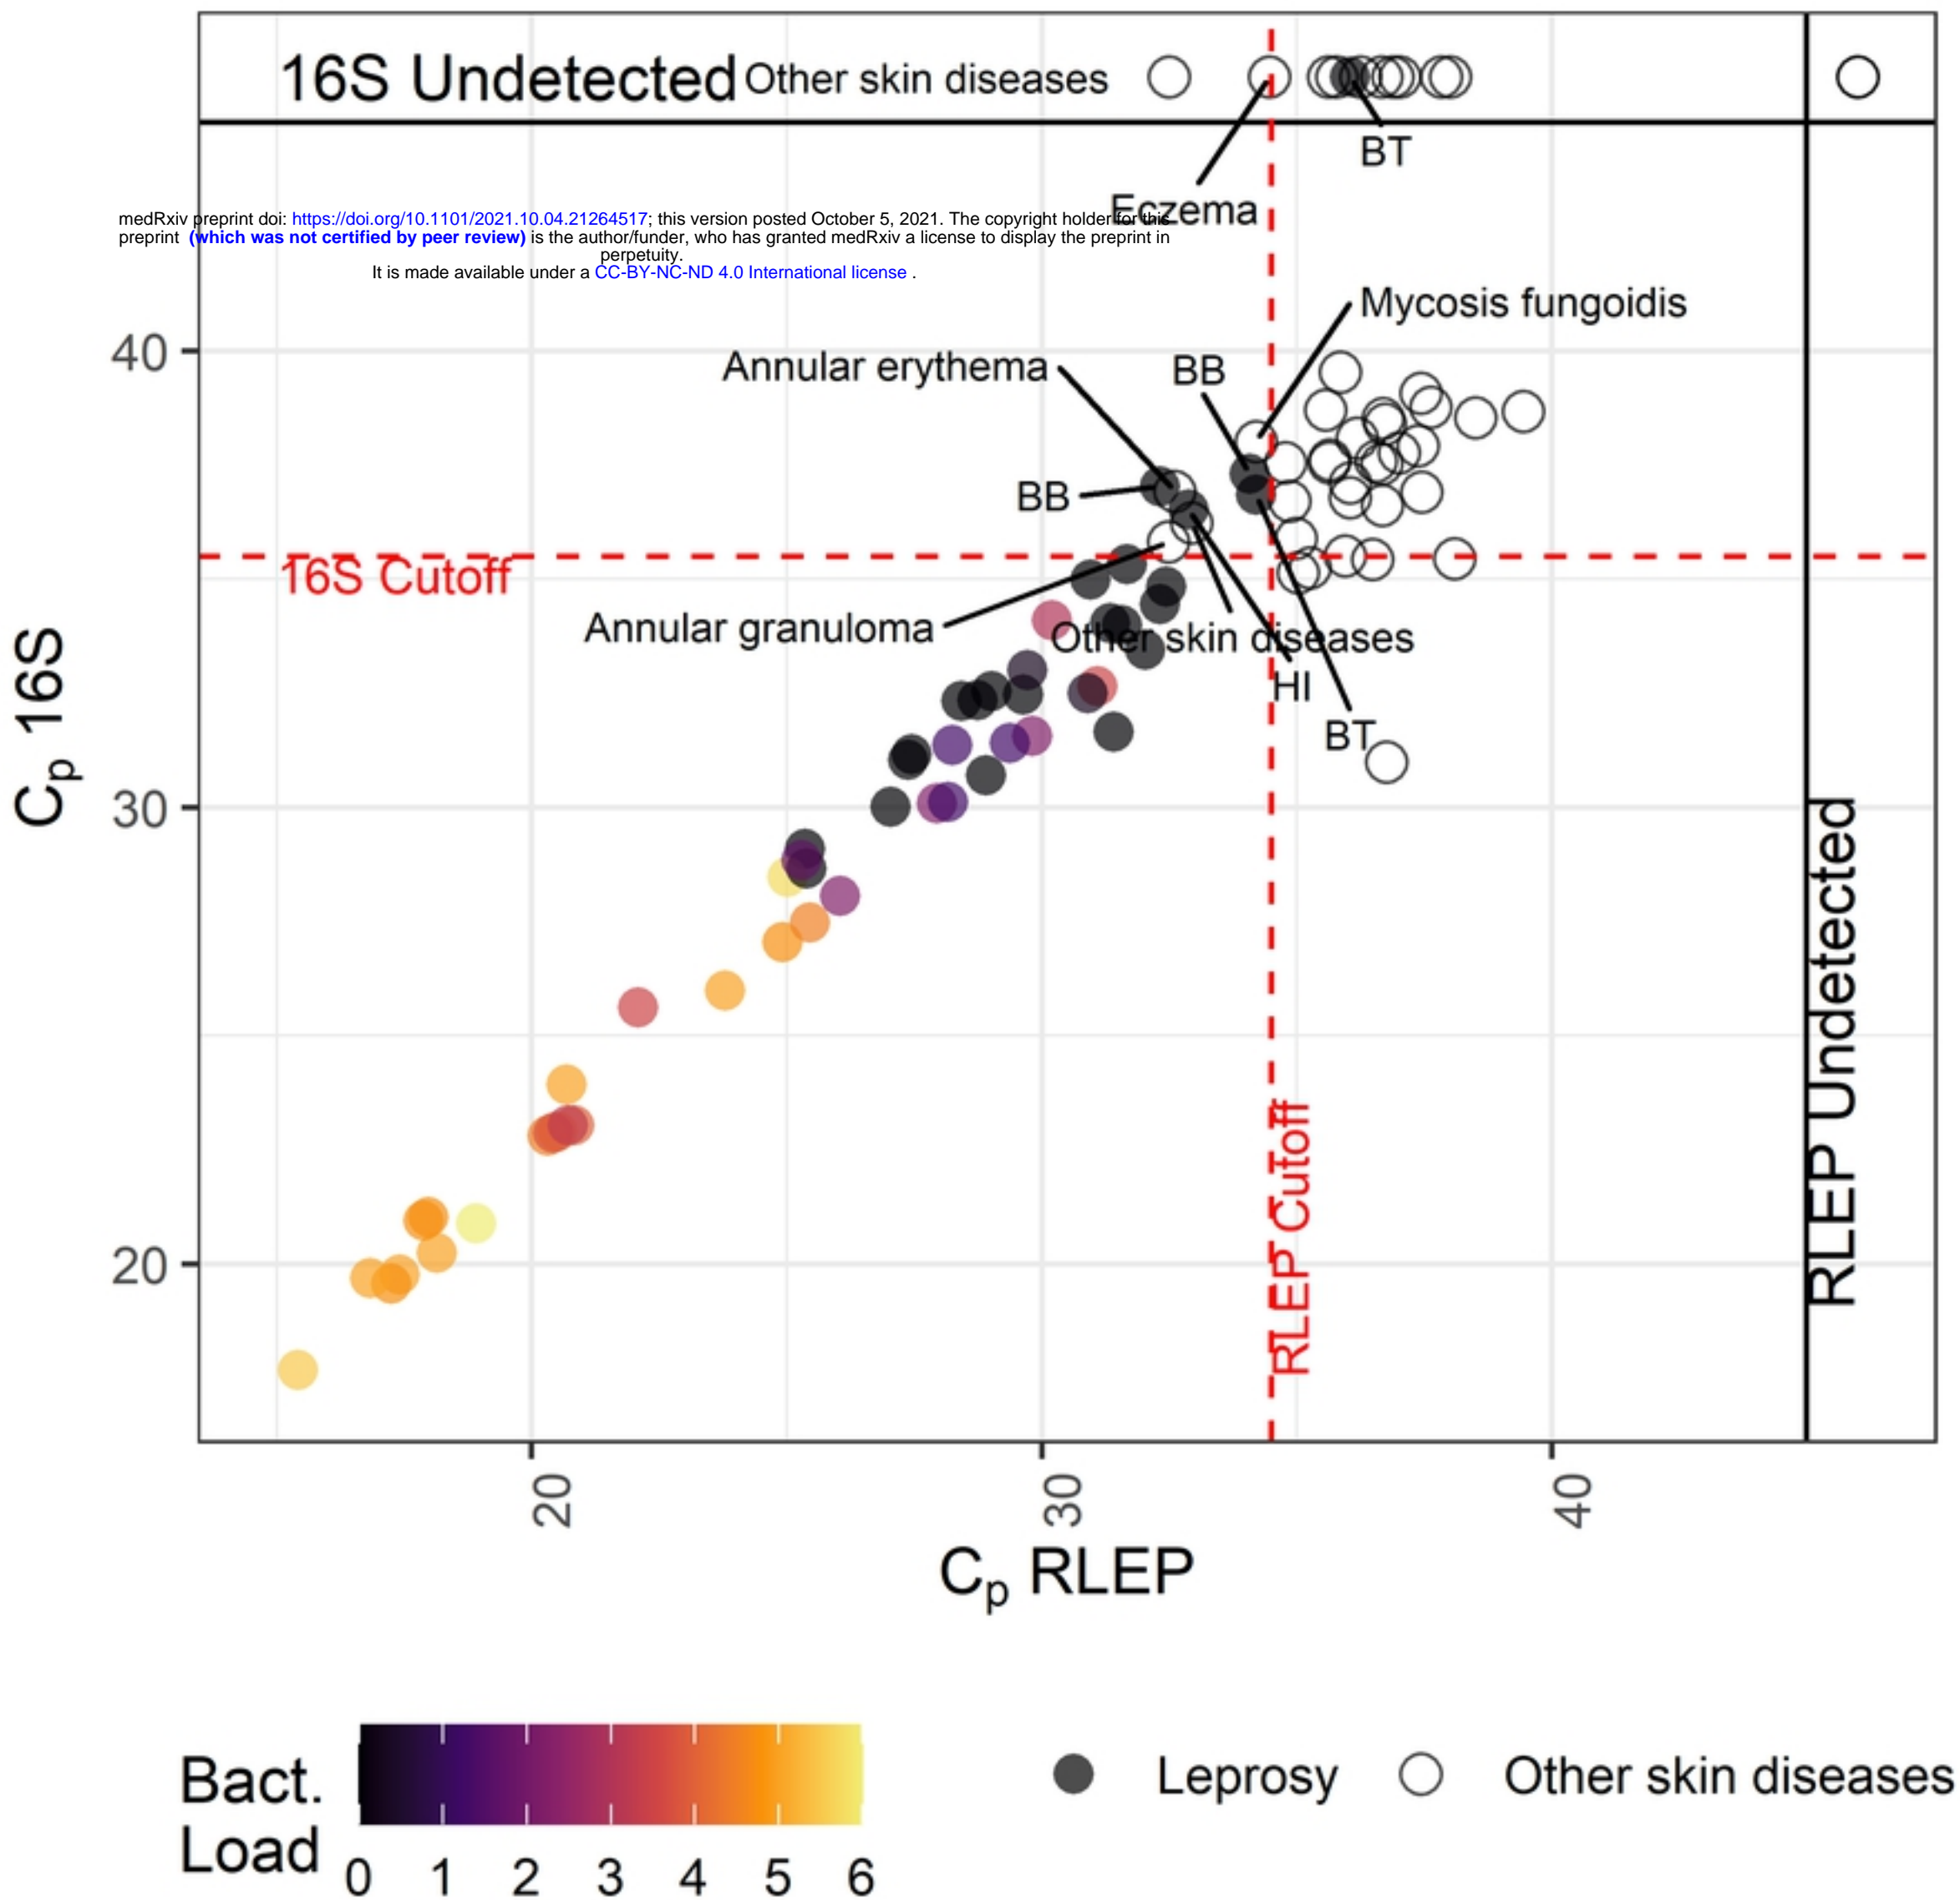 16S Undetected Other skin diseases
BT
Eczema
medRxiv preprint doi: https://doi.org/10.1101/2021.10.04.21264517; this version posted October 5, 2021. The copyright holder for this
preprint (which was not certified by peer review) is the author/funder, who has granted medRxiv a license to display the preprint in
perpetuity.
It is made available under a CC-BY-NC-ND 4.0 International license .
Mycosis fungoidis
40
Annular erythema
BB
BB
16S Cutoff
Annular granuloma
Other skin diseases
HI
BT
Cp 16S
30
RLEP Undetected
RLEP Cutoff
20
20
30
40
Cp RLEP
Bact.
Load
0 1 2 3 4 5 6
Leprosy
Other skin diseases